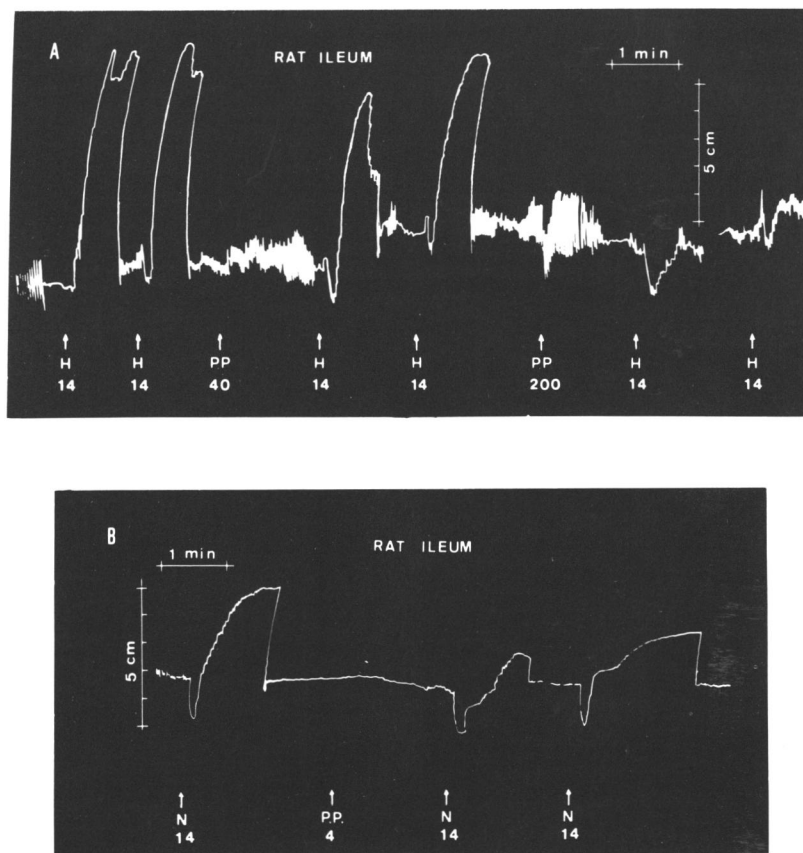 A
RAT ILEUM
1 min
5 cm
H H PP H H PP H H
14 14 40 14 14 200 14 14
B
RAT ILEUM
1 min
5 cm
N P.P. N N
14 4 14 14